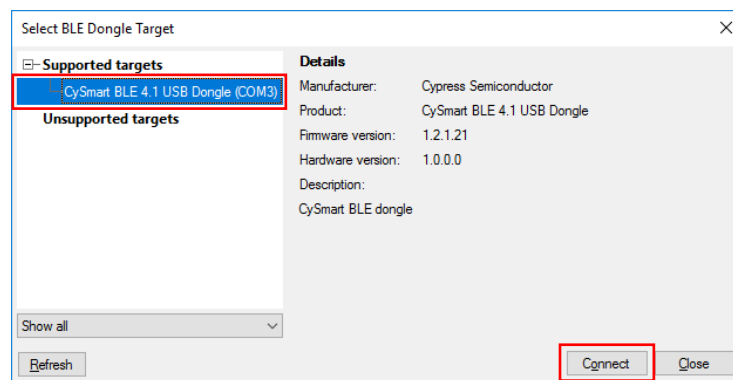 Select BLE Dongle Target
Supported targets
CySmart BLE 4.1 USB Dongle (COM3)
Unsupported targets
Details
Manufacturer: Cypress Semiconductor
Product: CySmart BLE 4.1 USB Dongle
Firmware version: 1.2.1.21
Hardware version: 1.0.0.0
Description:
CySmart BLE dongle
Show all
Refresh
Connect Close